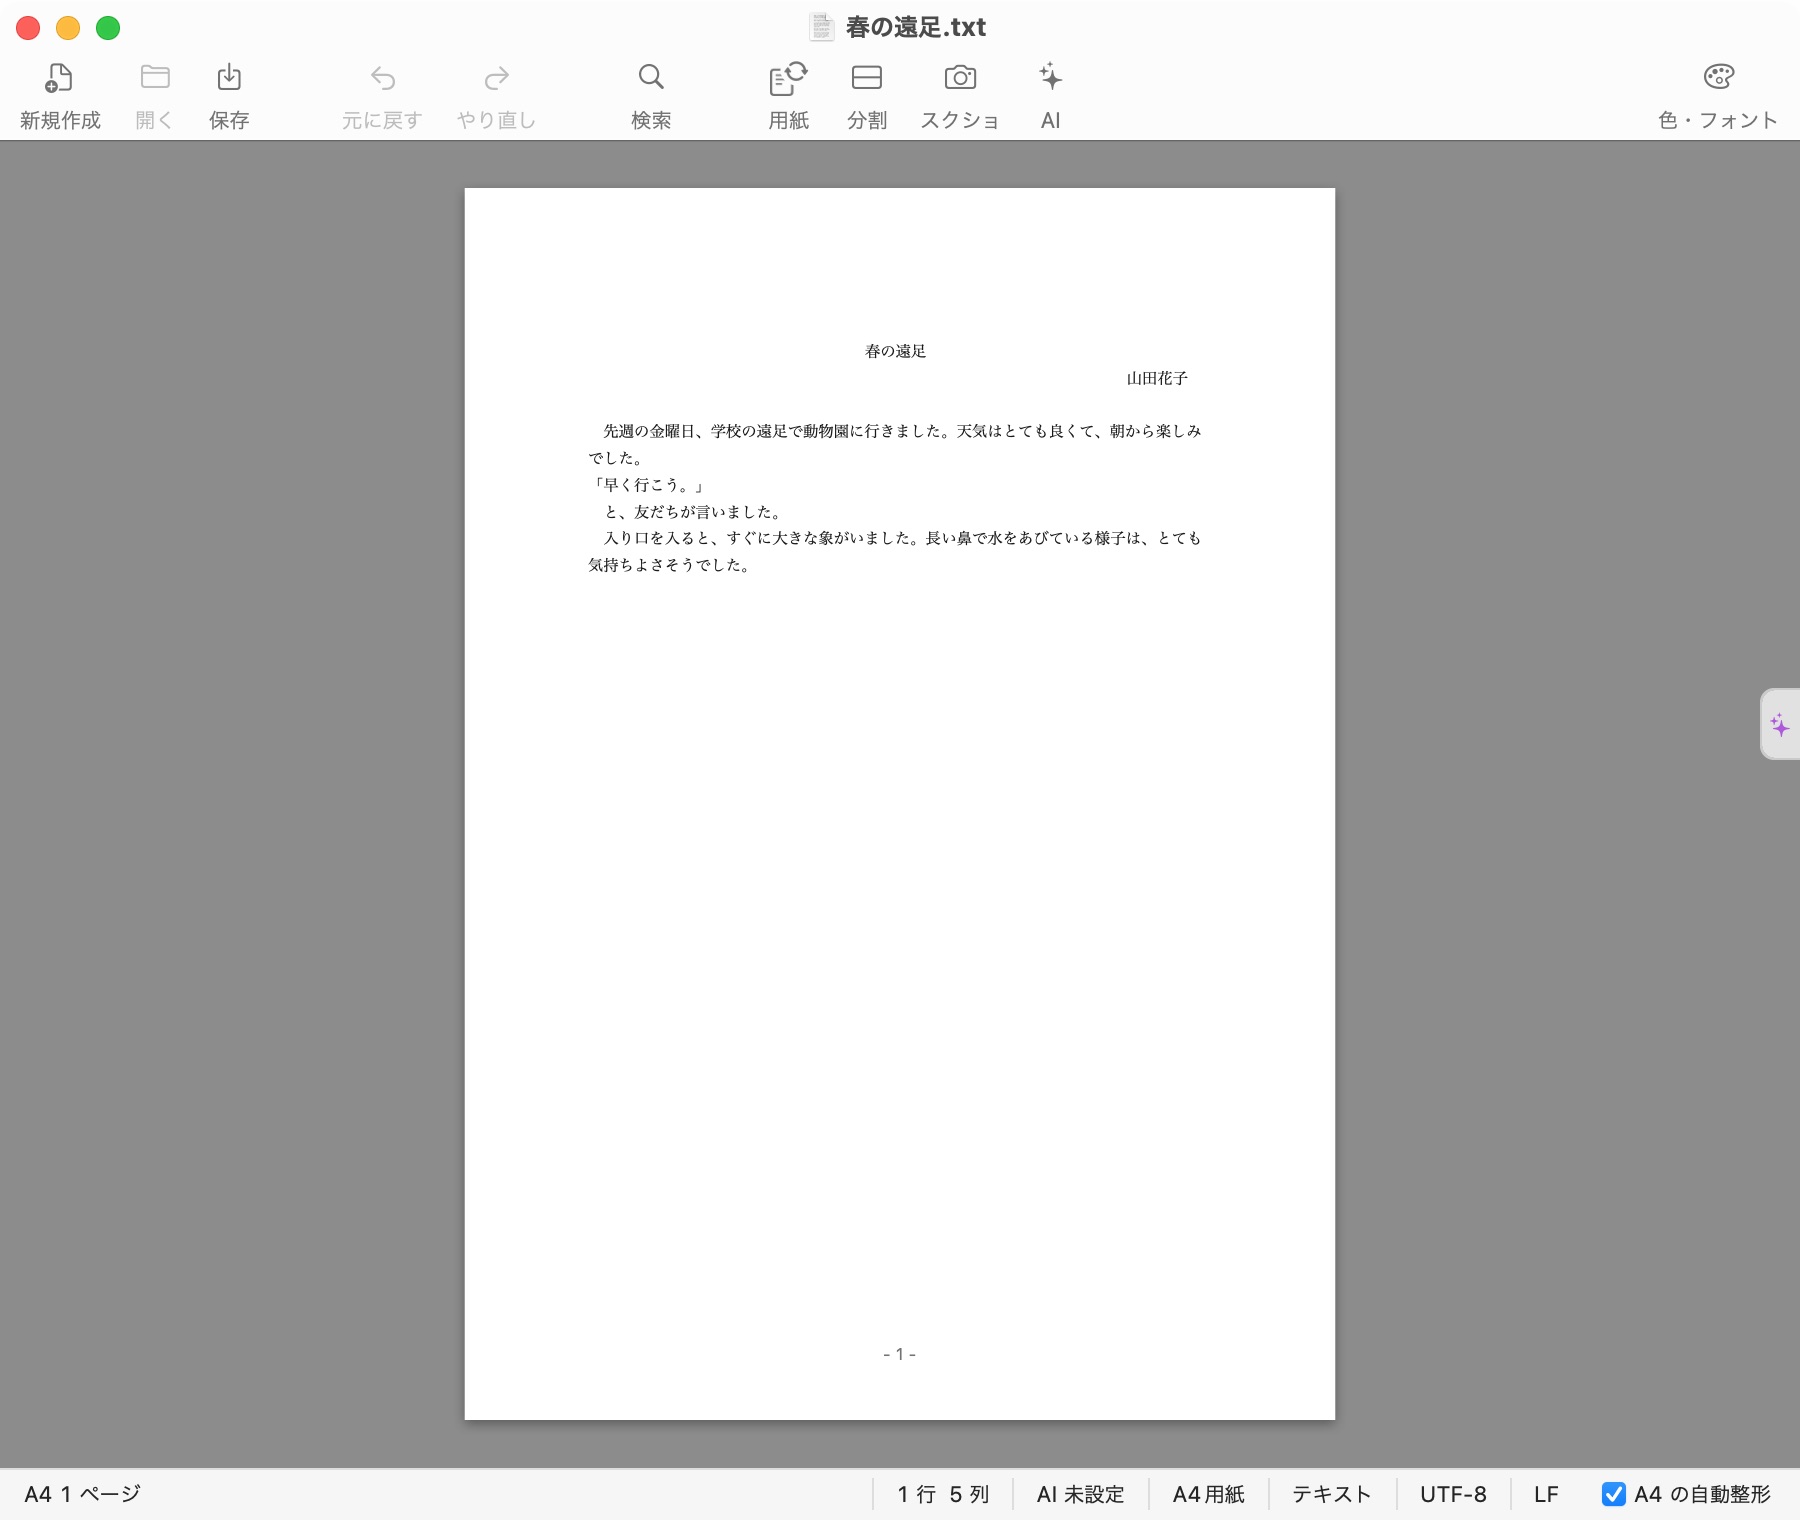 春の遠足.txt
新規作成 開く 保存 元に戻す やり直し 検索 用紙 分割 スクショ AI 色・フォント
春の遠足
山田花子
　先週の金曜日、学校の遠足で動物園に行きました。天気はとても良くて、朝から楽しみ
でした。
「早く行こう。」
　と、友だちが言いました。
　入り口を入ると、すぐに大きな象がいました。長い鼻で水をあびている様子は、とても
気持ちよさそうでした。
- 1 -
A4 1 ページ 1 行 5 列 AI 未設定 A4用紙 テキスト UTF-8 LF A4 の自動整形